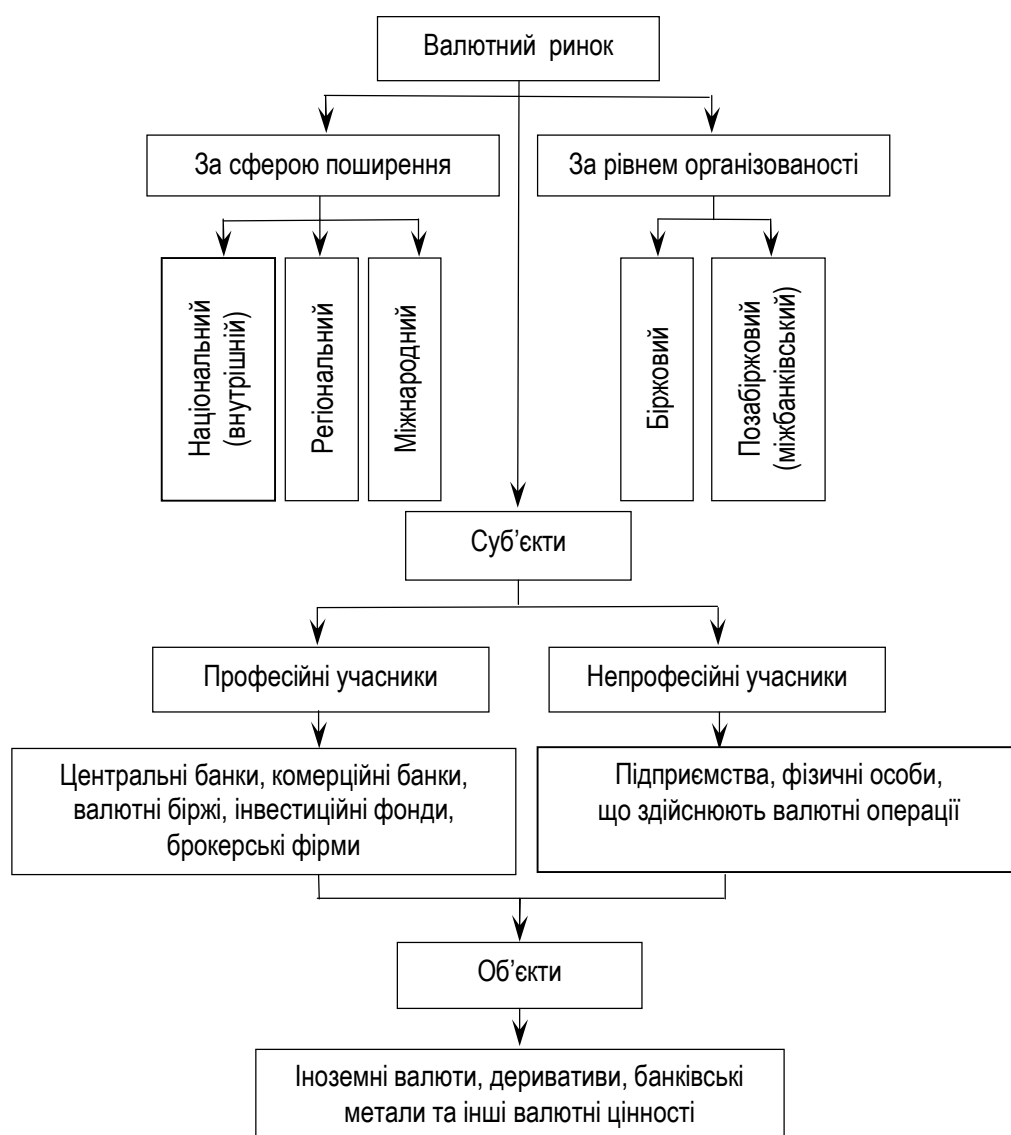 Валютний ринок
За сферою поширення
За рівнем організованості
Національний
(внутрішній)
Регіональний
Міжнародний
Біржовий
Позабіржовий
(міжбанківський)
Суб’єкти
Професійні учасники
Непрофесійні учасники
Центральні банки, комерційні банки,
валютні біржі, інвестиційні фонди,
брокерські фірми
Підприємства, фізичні особи,
що здійснюють валютні операції
Об’єкти
Іноземні валюти, деривативи, банківські
метали та інші валютні цінності